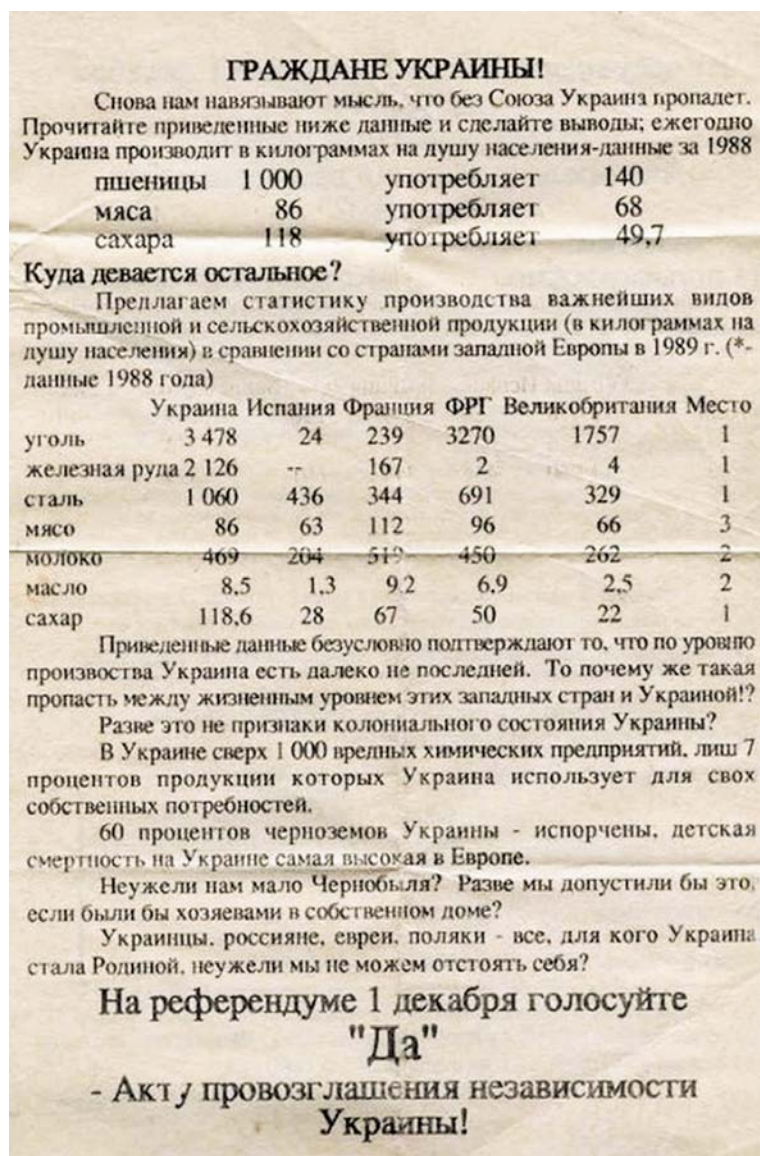 ГРАЖДАНЕ УКРАИНЫ!
Снова нам навязывают мысль, что без Союза Украина пропадет.
Прочитайте приведенные ниже данные и сделайте выводы; ежегодно
Украина производит в килограммах на душу населения-данные за 1988
пшеницы 1 000 употребляет 140
мяса 86 употребляет 68
сахара 118 употребляет 49,7
Куда девается остальное?
Предлагаем статистику производства важнейших видов
промышленной и сельскохозяйственной продукции (в килограммах на
душу населения) в сравнении со странами западной Европы в 1989 г. (*-
данные 1988 года)
Украина Испания Франция ФРГ Великобритания Место
уголь 3 478 24 239 3270 1757 1
железная руда 2 126 -- 167 2 4 1
сталь 1 060 436 344 691 329 1
мясо 86 63 112 96 66 3
молоко 469 204 519 450 262 2
масло 8,5 1,3 9,2 6,9 2,5 2
сахар 118,6 28 67 50 22 1
Приведенные данные безусловно подтверждают то, что по уровню
произвоства Украина есть далеко не последней. То почему же такая
пропасть между жизненным уровнем этих западных стран и Украиной!?
Разве это не признаки колониального состояния Украины?
В Украине сверх 1 000 вредных химических предприятий, лиш 7
процентов продукции которых Украина использует для свох
собственных потребностей.
60 процентов черноземов Украины - испорчены, детская
смертность на Украине самая высокая в Европе.
Неужели нам мало Чернобыля? Разве мы допустили бы это,
если были бы хозяевами в собственном доме?
Украинцы, россияне, евреи, поляки - все, для кого Украина
стала Родиной, неужели мы не можем отстоять себя?
На референдуме 1 декабря голосуйте
"Да"
- Акту провозглашения независимости
Украины!